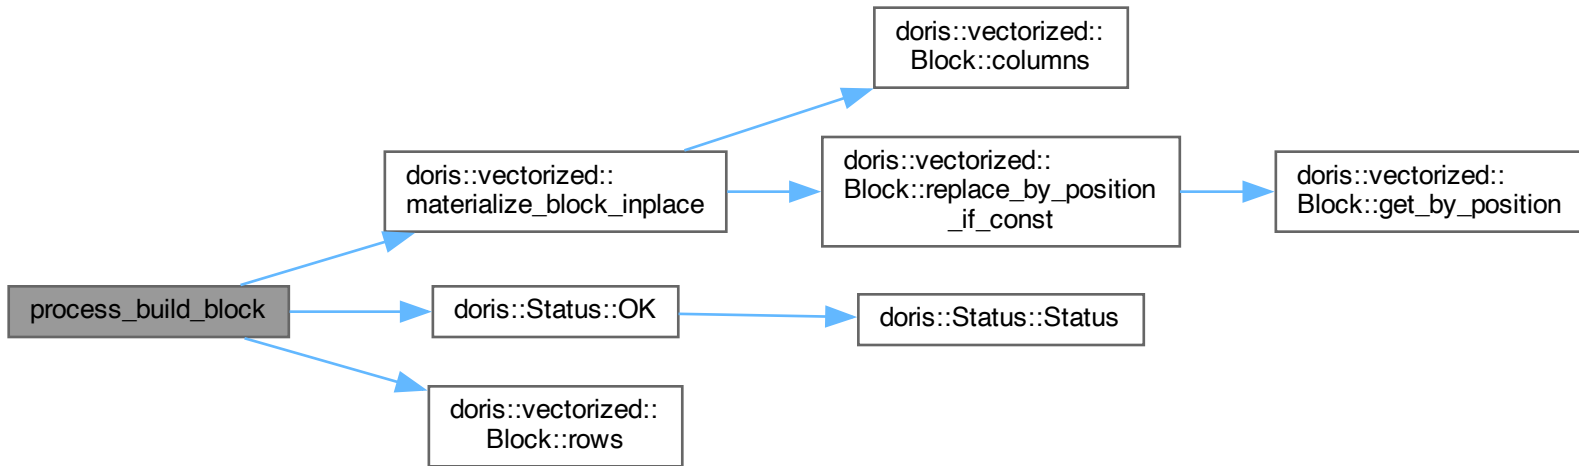 process_build_block
doris::vectorized::
materialize_block_inplace
doris::vectorized::
Block::columns
doris::vectorized::
Block::replace_by_position
_if_const
doris::vectorized::
Block::get_by_position
doris::Status::OK
doris::Status::Status
doris::vectorized::
Block::rows